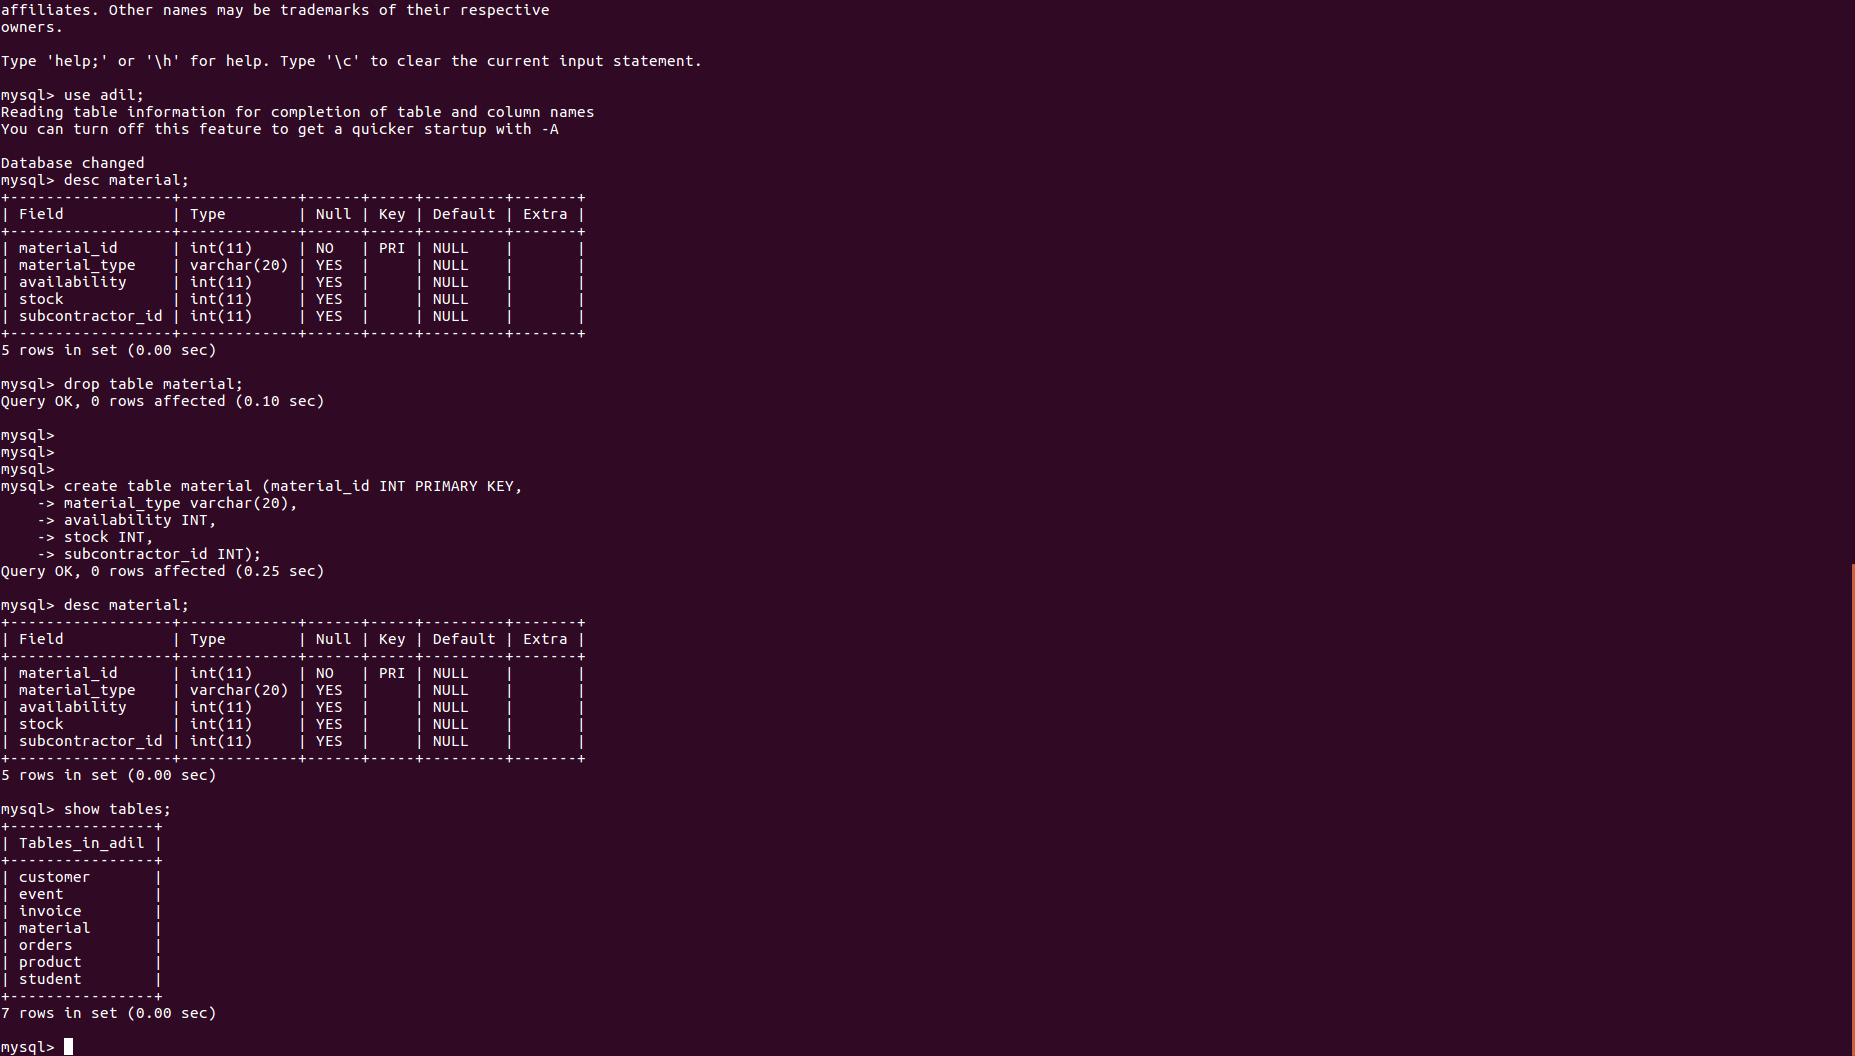 affiliates. Other names may be trademarks of their respective
owners.
Type 'help;' or '\h' for help. Type '\c' to clear the current input statement.
mysql> use adil;
Reading table information for completion of table and column names
You can turn off this feature to get a quicker startup with -A
Database changed
mysql> desc material;
+------------------+-------------+------+-----+---------+-------+
| Field            | Type        | Null | Key | Default | Extra |
+------------------+-------------+------+-----+---------+-------+
| material_id      | int(11)     | NO   | PRI | NULL    |       |
| material_type    | varchar(20) | YES  |     | NULL    |       |
| availability     | int(11)     | YES  |     | NULL    |       |
| stock            | int(11)     | YES  |     | NULL    |       |
| subcontractor_id | int(11)     | YES  |     | NULL    |       |
+------------------+-------------+------+-----+---------+-------+
5 rows in set (0.00 sec)
mysql> drop table material;
Query OK, 0 rows affected (0.10 sec)
mysql>
mysql>
mysql>
mysql> create table material (material_id INT PRIMARY KEY,
    -> material_type varchar(20),
    -> availability INT,
    -> stock INT,
    -> subcontractor_id INT);
Query OK, 0 rows affected (0.25 sec)
mysql> desc material;
+------------------+-------------+------+-----+---------+-------+
| Field            | Type        | Null | Key | Default | Extra |
+------------------+-------------+------+-----+---------+-------+
| material_id      | int(11)     | NO   | PRI | NULL    |       |
| material_type    | varchar(20) | YES  |     | NULL    |       |
| availability     | int(11)     | YES  |     | NULL    |       |
| stock            | int(11)     | YES  |     | NULL    |       |
| subcontractor_id | int(11)     | YES  |     | NULL    |       |
+------------------+-------------+------+-----+---------+-------+
5 rows in set (0.00 sec)
mysql> show tables;
+----------------+
| Tables_in_adil |
+----------------+
| customer       |
| event          |
| invoice        |
| material       |
| orders         |
| product        |
| student        |
+----------------+
7 rows in set (0.00 sec)
mysql>